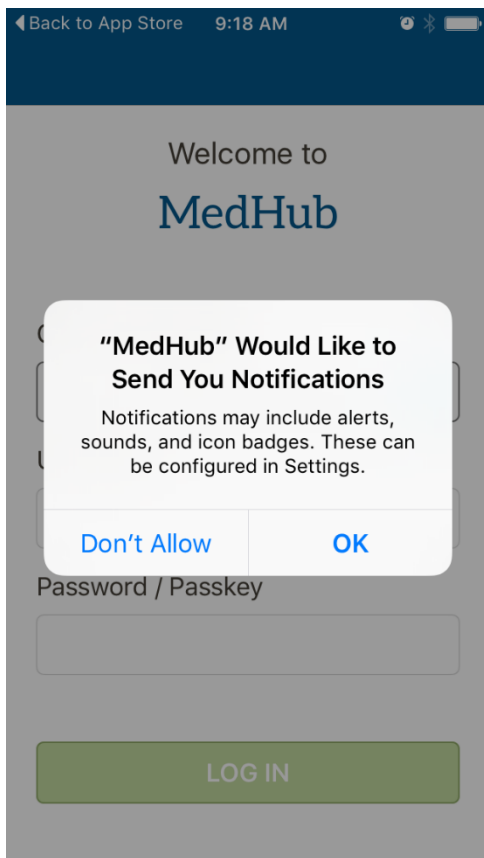 Back to App Store 9:18 AM
Welcome to
MedHub
“MedHub” Would Like to
Send You Notifications
Notifications may include alerts,
sounds, and icon badges. These can
be configured in Settings.
Don’t Allow OK
Password / Passkey
LOG IN